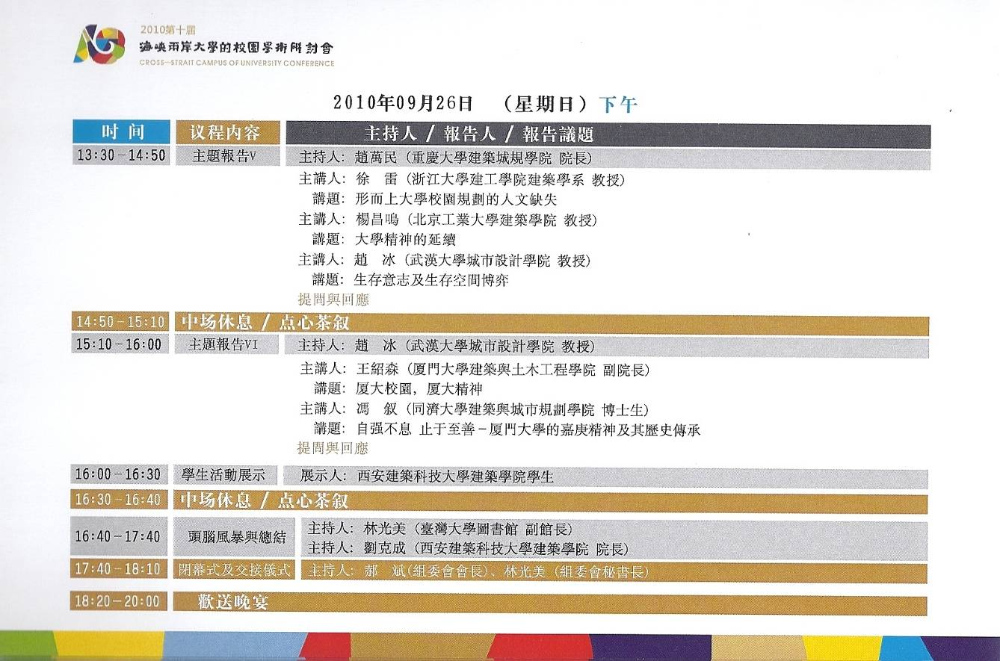 2010第十届
海峽兩岸大學的校園學術研討會
CROSS—STRAIT CAMPUS OF UNIVERSITY CONFERENCE
2010年09月26日 （星期日）下午
时 间 议程内容 主持人 / 報告人 / 報告議題
13:30-14:50 主題報告V 主持人: 趙萬民 (重慶大學建築城規學院 院長)
主講人: 徐 雷 (浙江大學建工學院建築學系 教授)
講題: 形而上大學校園規劃的人文缺失
主講人: 楊昌鳴 (北京工業大學建築學院 教授)
講題: 大學精神的延續
主講人: 趙 冰 (武漢大學城市設計學院 教授)
講題: 生存意志及生存空間博弈
提問與回應
14:50-15:10 中场休息 / 点心茶叙
15:10-16:00 主題報告VI 主持人: 趙 冰 (武漢大學城市設計學院 教授)
主講人: 王紹森 (厦門大學建築與土木工程學院 副院長)
講題: 厦大校園, 厦大精神
主講人: 馮 叙 (同濟大學建築與城市規劃學院 博士生)
講題: 自强不息 止于至善-厦門大學的嘉庚精神及其歷史傳承
提問與回應
16:00-16:30 學生活動展示 展示人: 西安建築科技大學建築學院學生
16:30-16:40 中场休息 / 点心茶叙
16:40-17:40 頭腦風暴與總結 主持人: 林光美 (臺灣大學圖書館 副館長)
主持人: 劉克成 (西安建築科技大學建築學院 院長)
17:40-18:10 閉幕式及交接儀式 主持人: 郝 斌(組委會會長)、林光美 (組委會秘書長)
18:20-20:00 歡送晚宴